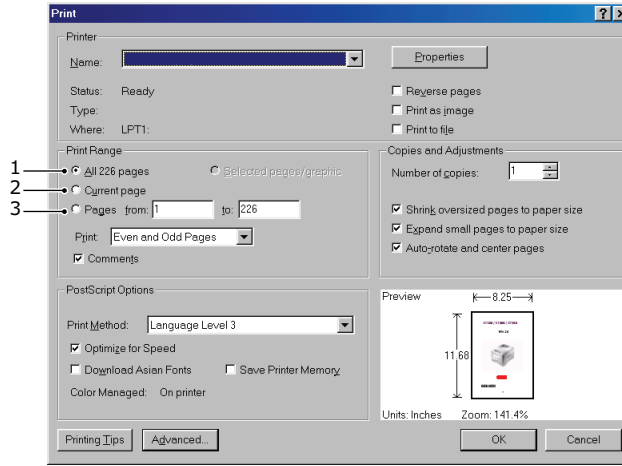 Print
Printer
Name:
Properties
Status: Ready
Reverse pages
Type:
Print as image
Where: LPT1:
Print to file
Print Range
1
All 226 pages
Selected pages/graphic
2
Current page
3
Pages from: 1 to: 226
Print: Even and Odd Pages
Comments
Copies and Adjustments
Number of copies: 1
Shrink oversized pages to paper size
Expand small pages to paper size
Auto-rotate and center pages
PostScript Options
Print Method: Language Level 3
Optimize for Speed
Download Asian Fonts
Save Printer Memory
Color Managed: On printer
Preview
8.25
11.68
Units: Inches Zoom: 141.4%
Printing Tips
Advanced...
OK
Cancel